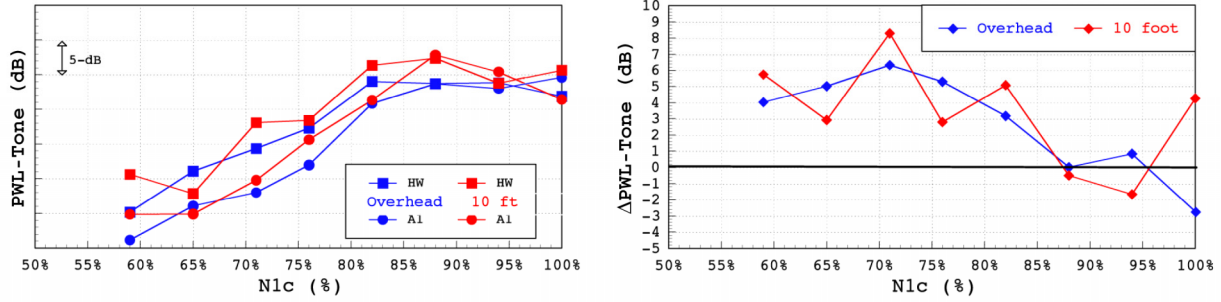 PWL-Tone (dB)
5-dB
HW HW
Overhead 10 ft
Al Al
50% 55% 60% 65% 70% 75% 80% 85% 90% 95% 100%
N1c (%)
ΔPWL-Tone (dB)
10
9
8
7
6
5
4
3
2
1
0
-1
-2
-3
-4
-5
Overhead 10 foot
50% 55% 60% 65% 70% 75% 80% 85% 90% 95% 100%
N1c (%)